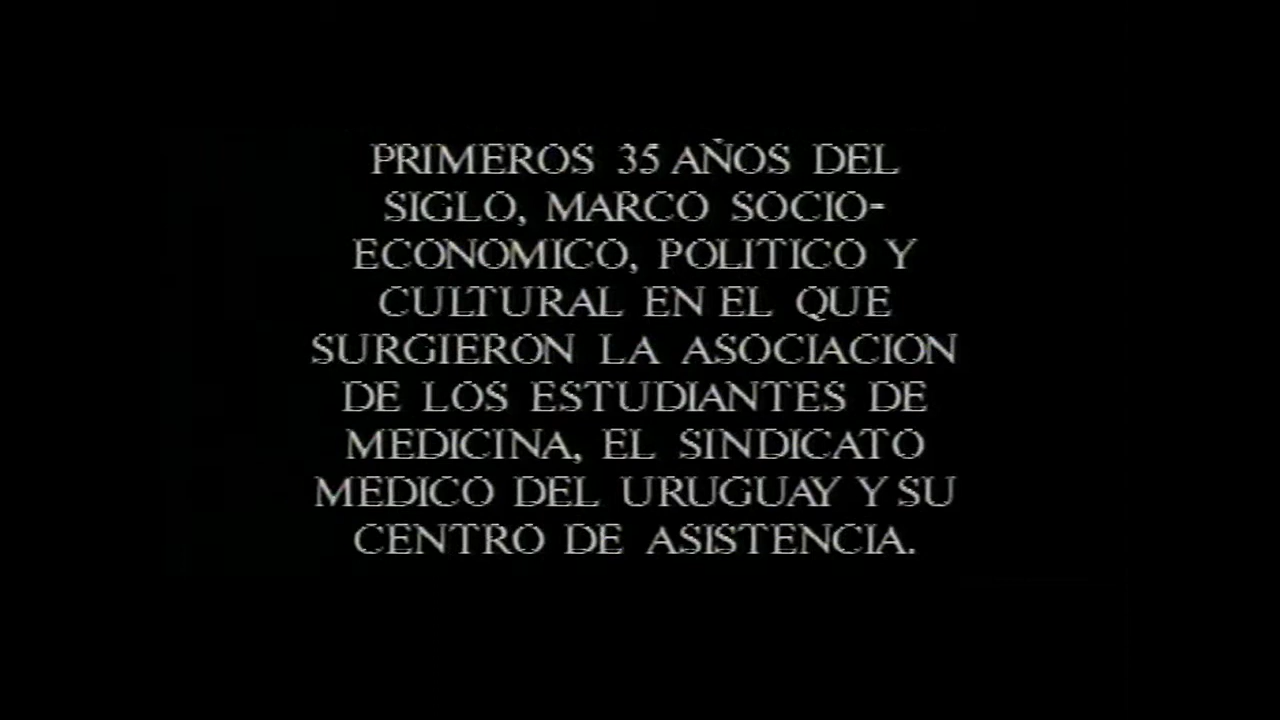 PRIMEROS 35 AÑOS DEL
SIGLO, MARCO SOCIO-
ECONOMICO, POLITICO Y
CULTURAL EN EL QUE
SURGIERON LA ASOCIACION
DE LOS ESTUDIANTES DE
MEDICINA, EL SINDICATO
MEDICO DEL URUGUAY Y SU
CENTRO DE ASISTENCIA.